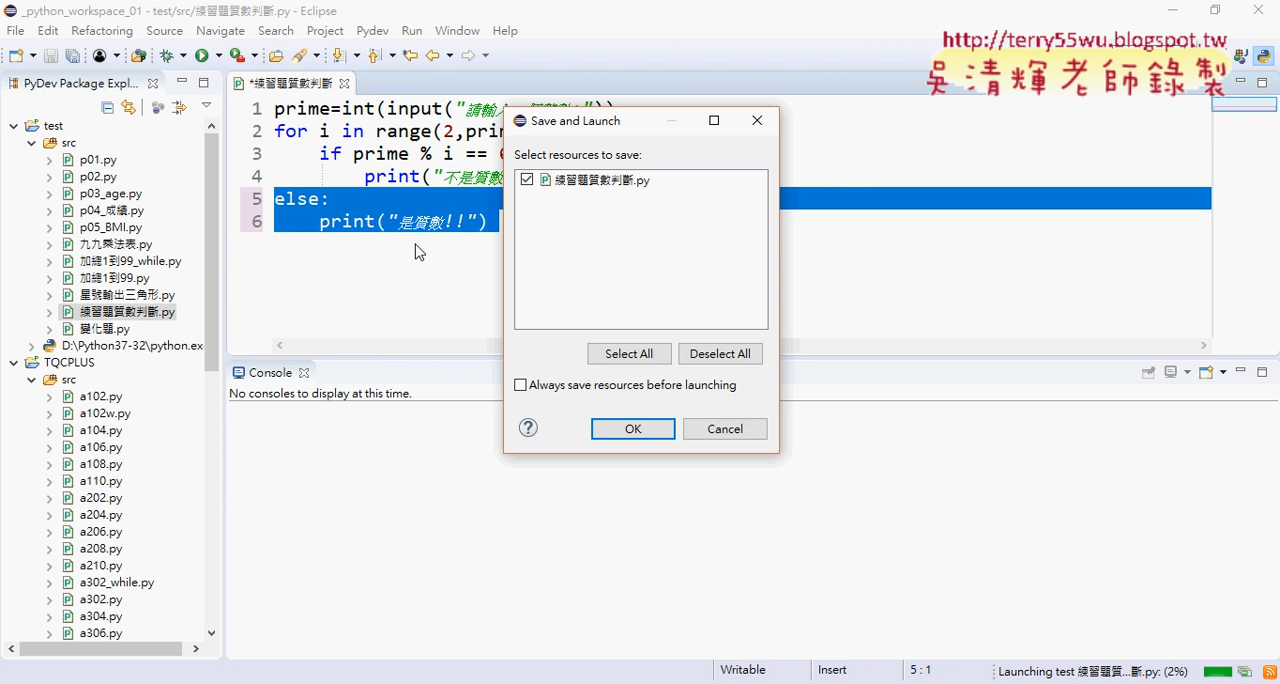 _python_workspace_01 - test/src/練習題質數判斷.py - Eclipse
http://terry55wu.blogspot.tw
吳清輝老師錄製
File Edit Refactoring Source Navigate Search Project Pydev Run Window Help
PyDev Package Expl...
*練習題質數判斷
test
src
p01.py
p02.py
p03_age.py
p04_成績.py
p05_BMI.py
九九乘法表.py
加總1到99_while.py
加總1到99.py
星號輸出三角形.py
練習題質數判斷.py
變化題.py
D:\Python37-32\python.ex
TQCPLUS
src
a102.py
a102w.py
a104.py
a106.py
a108.py
a110.py
a202.py
a204.py
a206.py
a208.py
a210.py
a302_while.py
a302.py
a304.py
a306.py
1 prime=int(input("請輸入
2 for i in range(2,prim
3 if prime % i == 0
4 print("不是質數
5 else:
6 print("是質數!!")
Save and Launch
Select resources to save:
練習題質數判斷.py
Select All Deselect All
Always save resources before launching
OK Cancel
Console
No consoles to display at this time.
Writable Insert 5 : 1 Launching test 練習題質...斷.py: (2%)